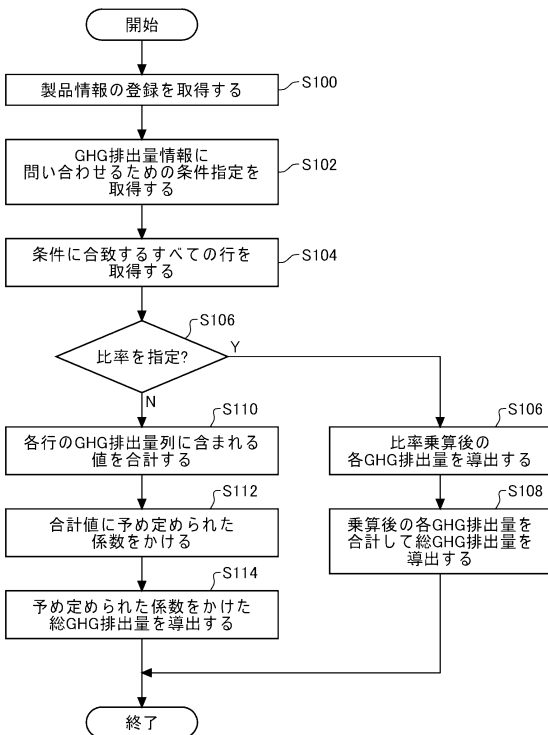 開始
製品情報の登録を取得する
S100
GHG排出量情報に
問い合わせるための条件指定を
取得する
S102
条件に合致するすべての行を
取得する
S104
S106
比率を指定?
Y
N
S110
各行のGHG排出量列に含まれる
値を合計する
S112
合計値に予め定められた
係数をかける
S114
予め定められた係数をかけた
総GHG排出量を導出する
S106
比率乗算後の
各GHG排出量を導出する
S108
乗算後の各GHG排出量を
合計して総GHG排出量を
導出する
終了